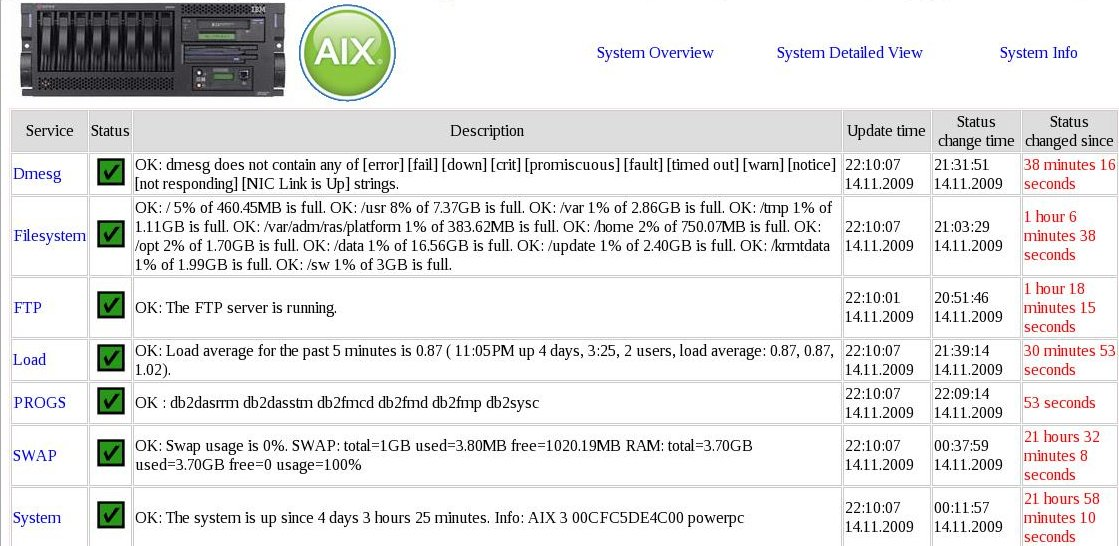 IBM
AIX
System Overview System Detailed View System Info
Service Status Description Update time Status change time Status changed since
Dmesg OK: dmesg does not contain any of [error] [fail] [down] [crit] [promiscuous] [fault] [timed out] [warn] [notice]
[not responding] [NIC Link is Up] strings.
22:10:07
14.11.2009
21:31:51
14.11.2009
38 minutes 16
seconds
Filesystem
OK: / 5% of 460.45MB is full. OK: /usr 8% of 7.37GB is full. OK: /var 1% of 2.86GB is full. OK: /tmp 1% of
1.11GB is full. OK: /var/adm/ras/platform 1% of 383.62MB is full. OK: /home 2% of 750.07MB is full. OK:
/opt 2% of 1.70GB is full. OK: /data 1% of 16.56GB is full. OK: /update 1% of 2.40GB is full. OK: /krmtdata
1% of 1.99GB is full. OK: /sw 1% of 3GB is full.
22:10:07
14.11.2009
21:03:29
14.11.2009
1 hour 6
minutes 38
seconds
FTP
OK: The FTP server is running.
22:10:01
14.11.2009
20:51:46
14.11.2009
1 hour 18
minutes 15
seconds
Load
OK: Load average for the past 5 minutes is 0.87 ( 11:05PM up 4 days, 3:25, 2 users, load average: 0.87, 0.87,
1.02).
22:10:07
14.11.2009
21:39:14
14.11.2009
30 minutes 53
seconds
PROGS
OK : db2dasrrm db2dasstm db2fmcd db2fmd db2fmp db2sysc
22:10:07
14.11.2009
22:09:14
14.11.2009
53 seconds
SWAP
OK: Swap usage is 0%. SWAP: total=1GB used=3.80MB free=1020.19MB RAM: total=3.70GB
used=3.70GB free=0 usage=100%
22:10:07
14.11.2009
00:37:59
14.11.2009
21 hours 32
minutes 8
seconds
System
OK: The system is up since 4 days 3 hours 25 minutes. Info: AIX 3 00CFC5DE4C00 powerpc
22:10:07
14.11.2009
00:11:57
14.11.2009
21 hours 58
minutes 10
seconds